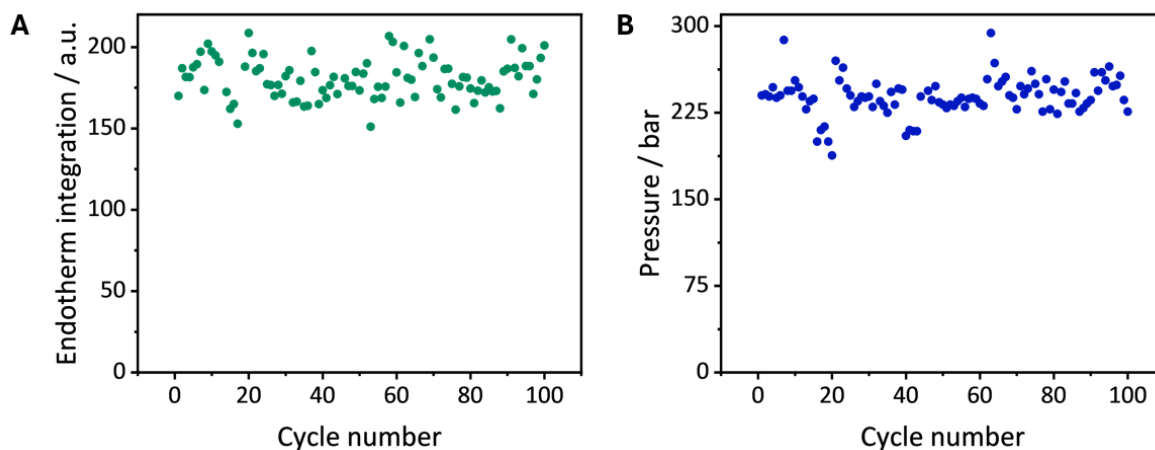 A
Endotherm integration / a.u.
200
150
100
50
0
0 20 40 60 80 100
Cycle number
B
Pressure / bar
300
225
150
75
0
0 20 40 60 80 100
Cycle number